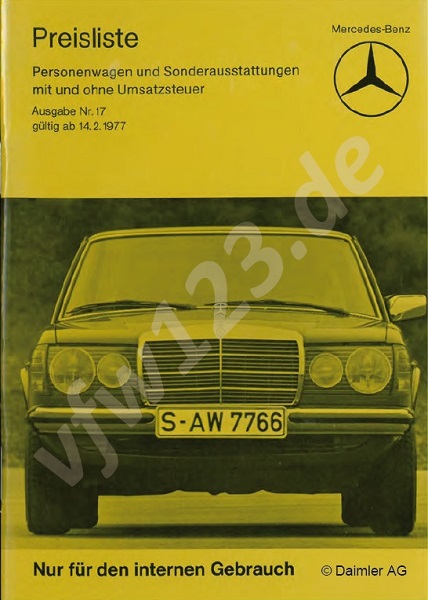 Preisliste
Mercedes-Benz
Personenwagen und Sonderausstattungen
mit und ohne Umsatzsteuer
Ausgabe Nr. 17
gültig ab 14.2.1977
vfw123.de
S-AW 7766
Nur für den internen Gebrauch
© Daimler AG